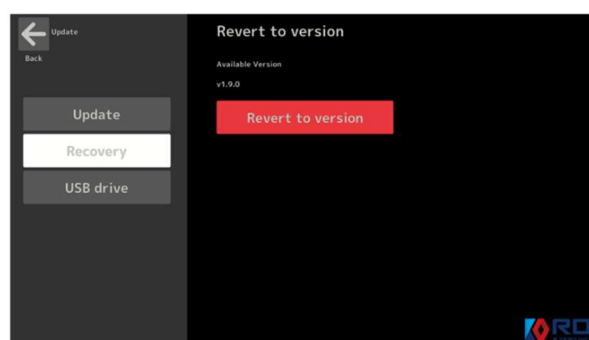 Update
Back
Update
Recovery
USB drive
Revert to version
Available Version
v1.9.0
Revert to version